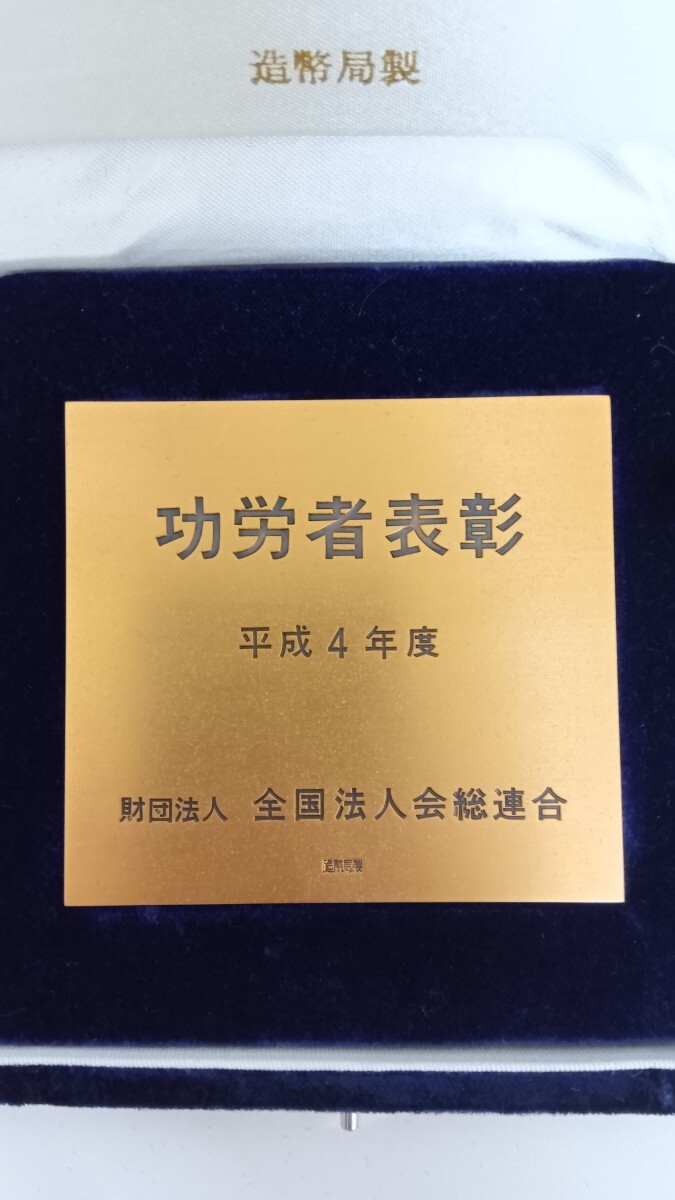 造幣局製
功労者表彰
平成4年度
財団法人 全国法人会総連合
造幣局製